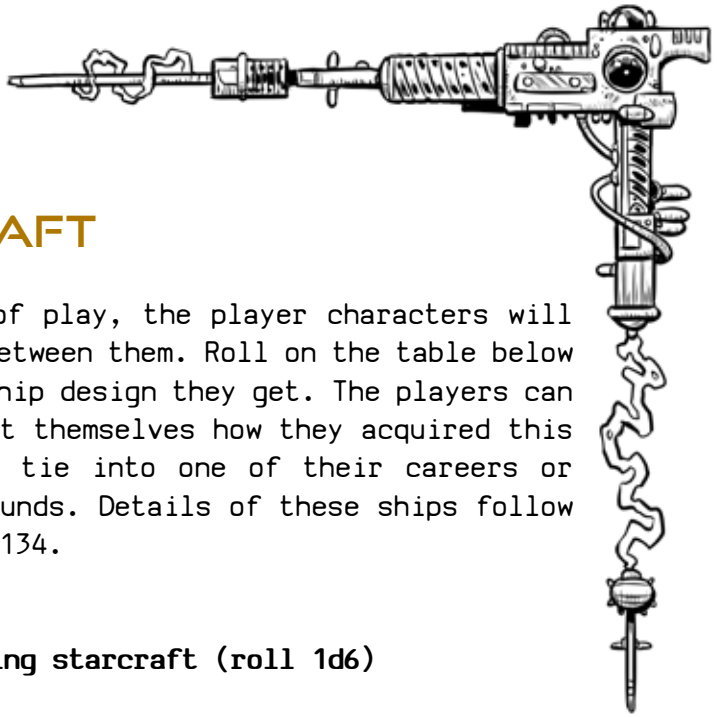 AFT
of play, the player characters will
etween them. Roll on the table below
hip design they get. The players can
t themselves how they acquired this
tie into one of their careers or
unds. Details of these ships follow
134.
ng starcraft (roll 1d6)